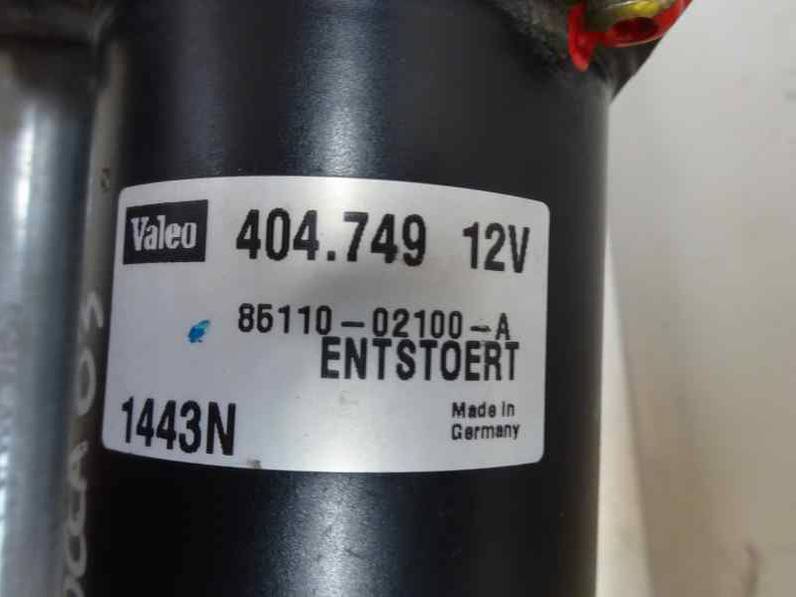 Valeo 404.749 12V
85110-02100-A
ENTSTOERT
1443N
Made in
Germany